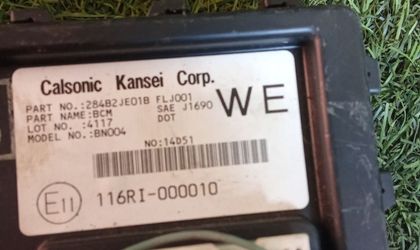 Calsonic Kansei Corp.
PART NO.:284B2JE01B FLJ001
PART NAME:BCM SAE J1690
LOT NO. :4117 DOT
MODEL NO.:BN004
WE
NO:14D51
E11 116RI-000010